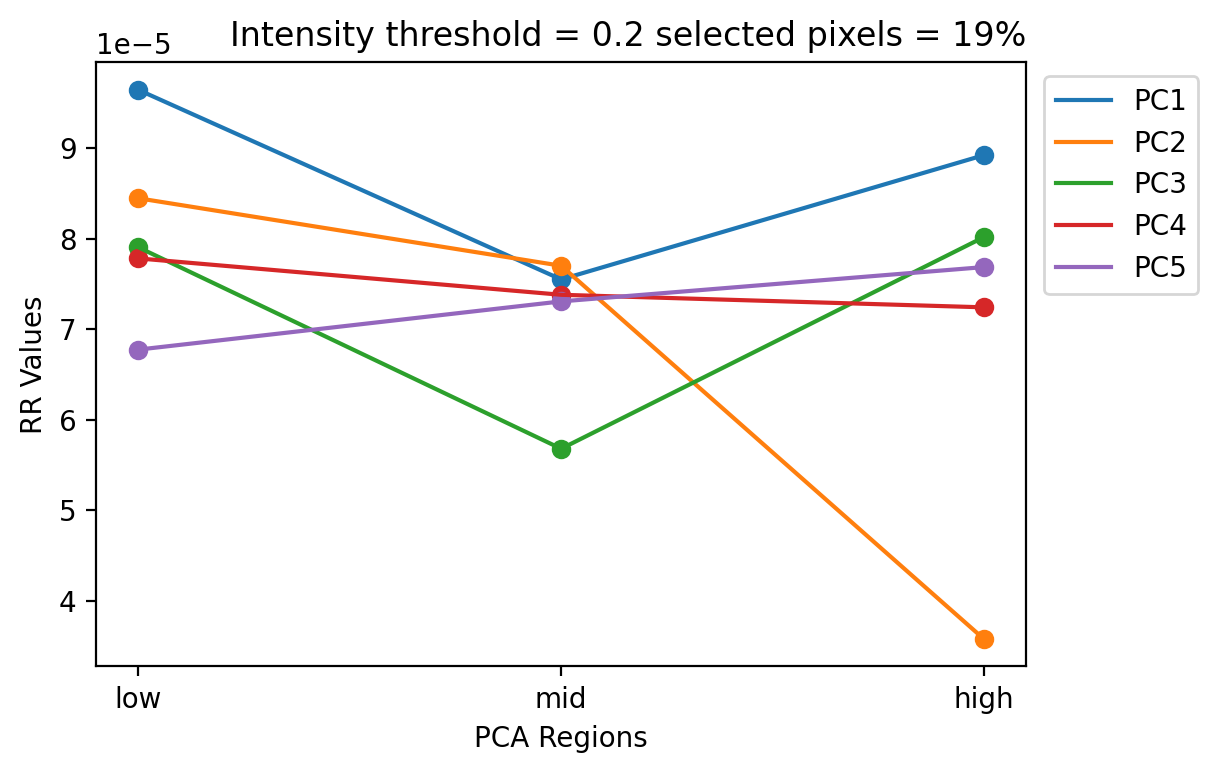 Intensity threshold = 0.2 selected pixels = 19%
1e−5
9
8
7
6
5
4
RR Values
low mid high
PCA Regions
PC1
PC2
PC3
PC4
PC5